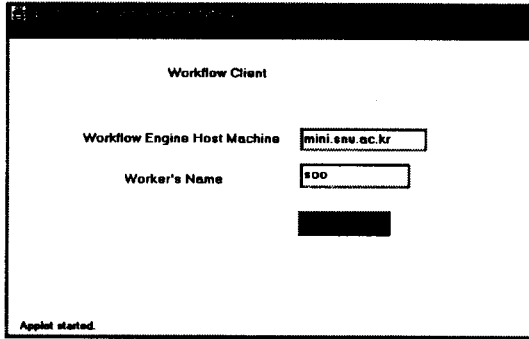 Workflow Client
Workflow Engine Host Machine mini.snu.ac.kr
Worker's Name soo
Applet started.